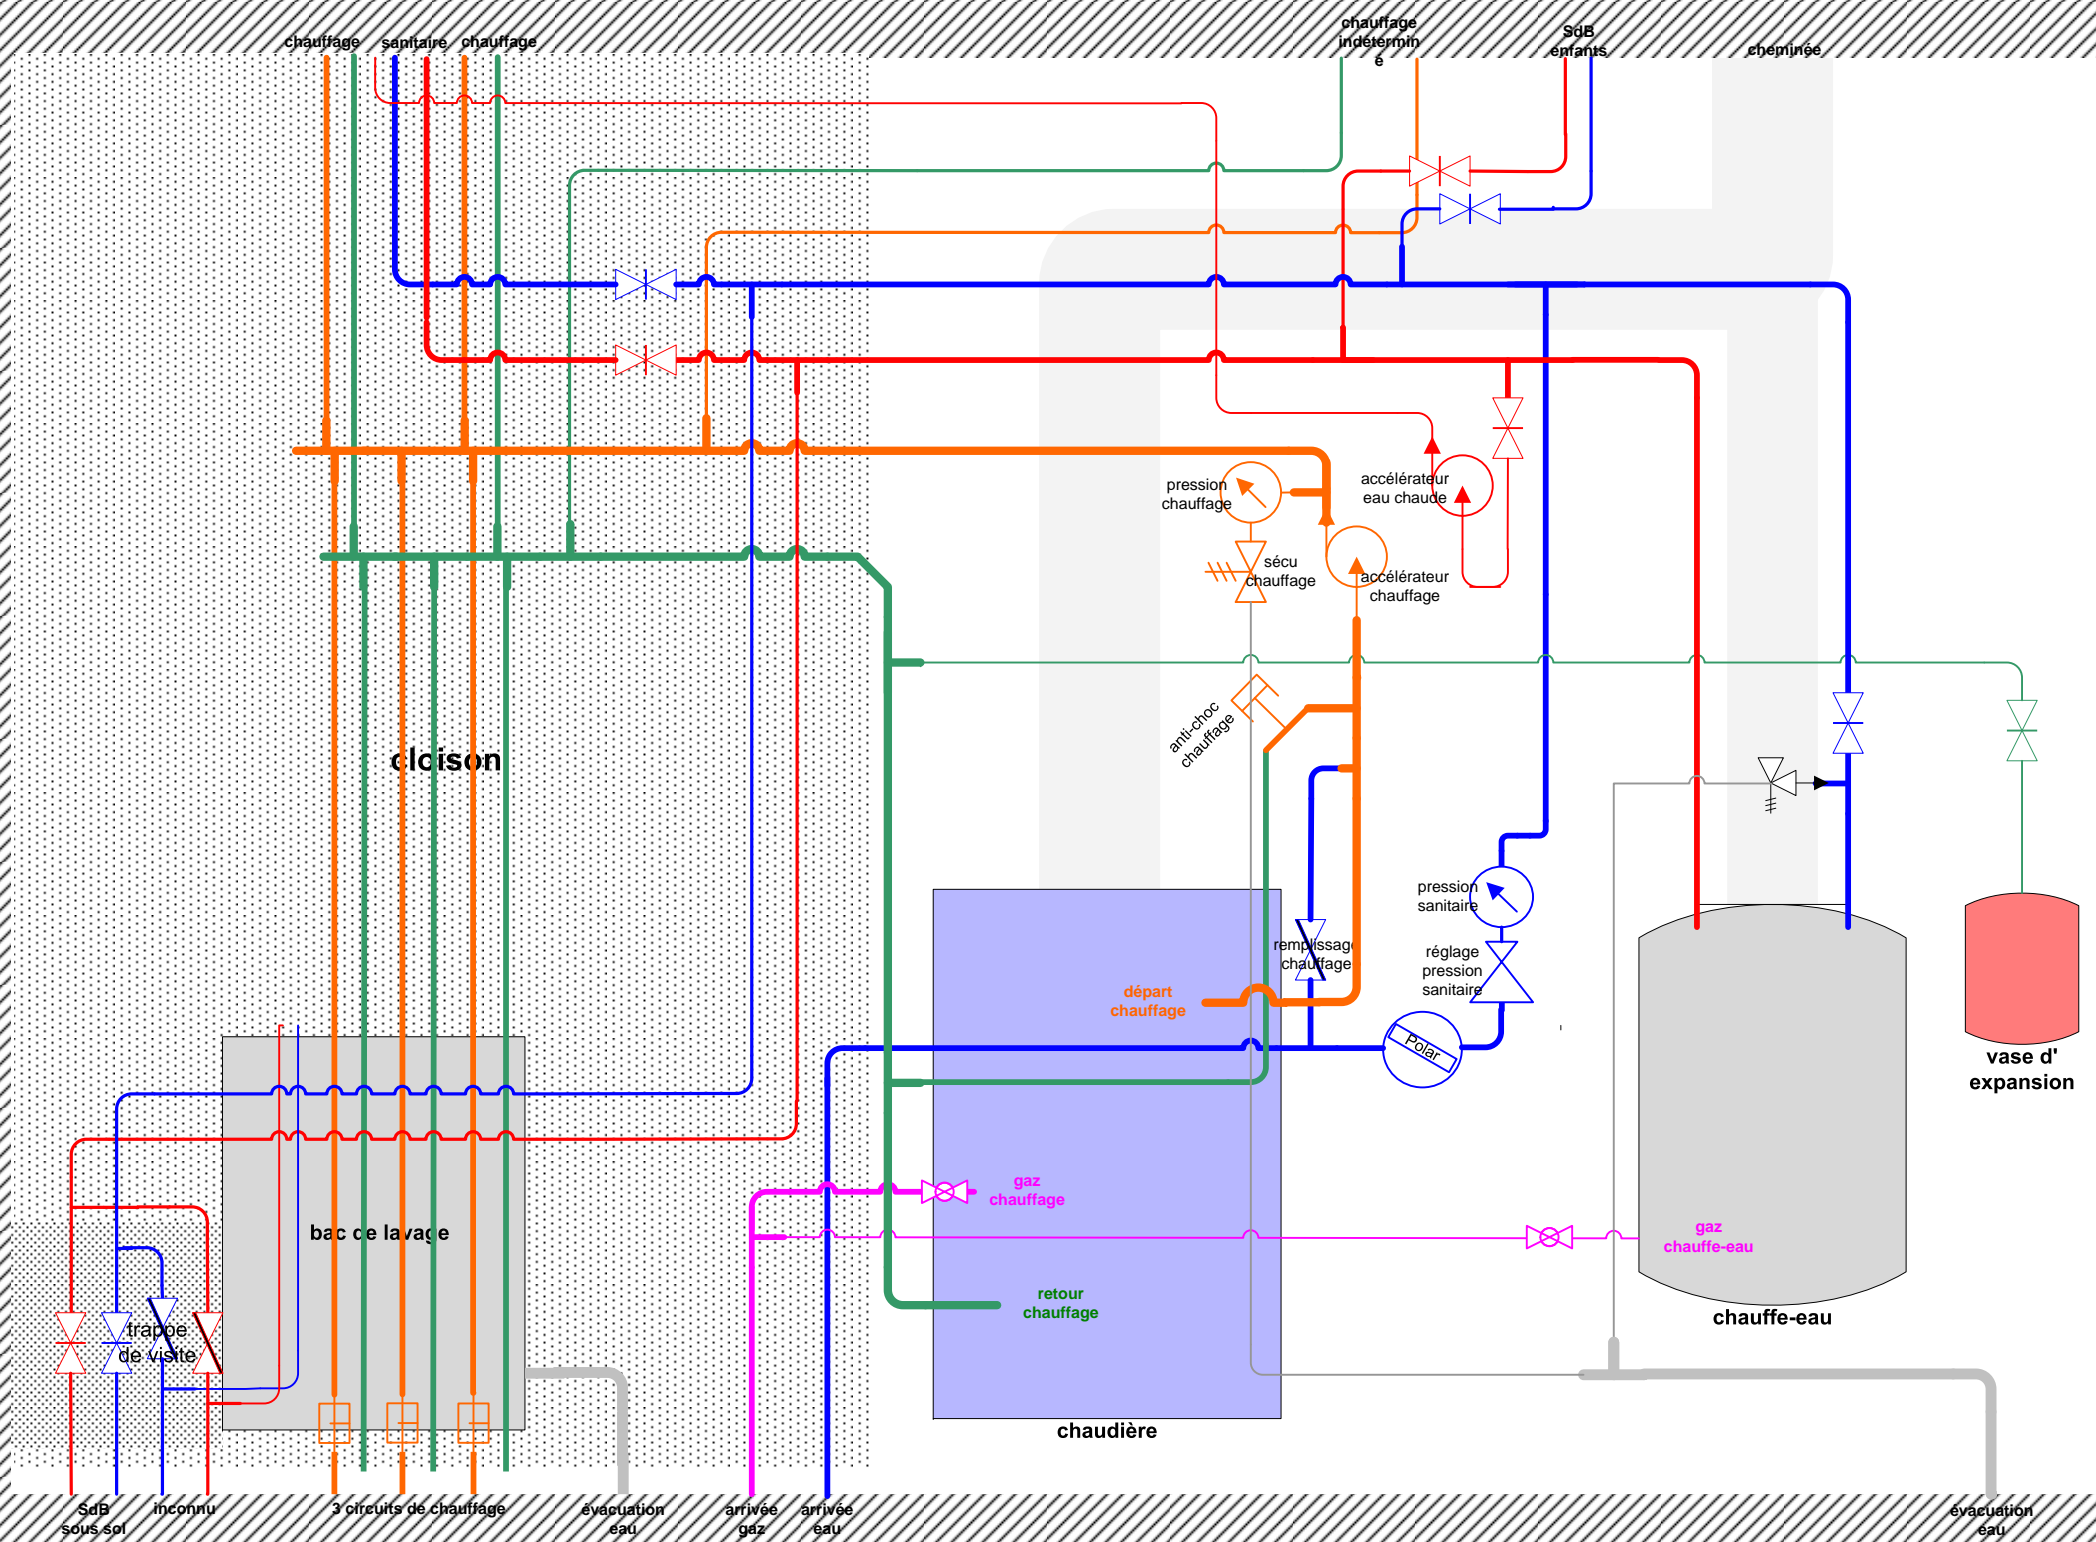 chauffage
sanitaire
chauffage
chauffage
indétermin
é
SdB
enfants
cheminée
pression
chauffage
accélérateur
eau chaude
sécu
chauffage
accélérateur
chauffage
anti-choc
chauffage
cloison
pression
sanitaire
remplissage
chauffage
réglage
pression
sanitaire
départ
chauffage
Polar
vase d'
expansion
gaz
chauffage
bac de lavage
gaz
chauffe-eau
retour
chauffage
chauffe-eau
trappe
de visite
chaudière
SdB
sous sol
inconnu
3 circuits de chauffage
évacuation
eau
arrivée
gaz
arrivée
eau
évacuation
eau